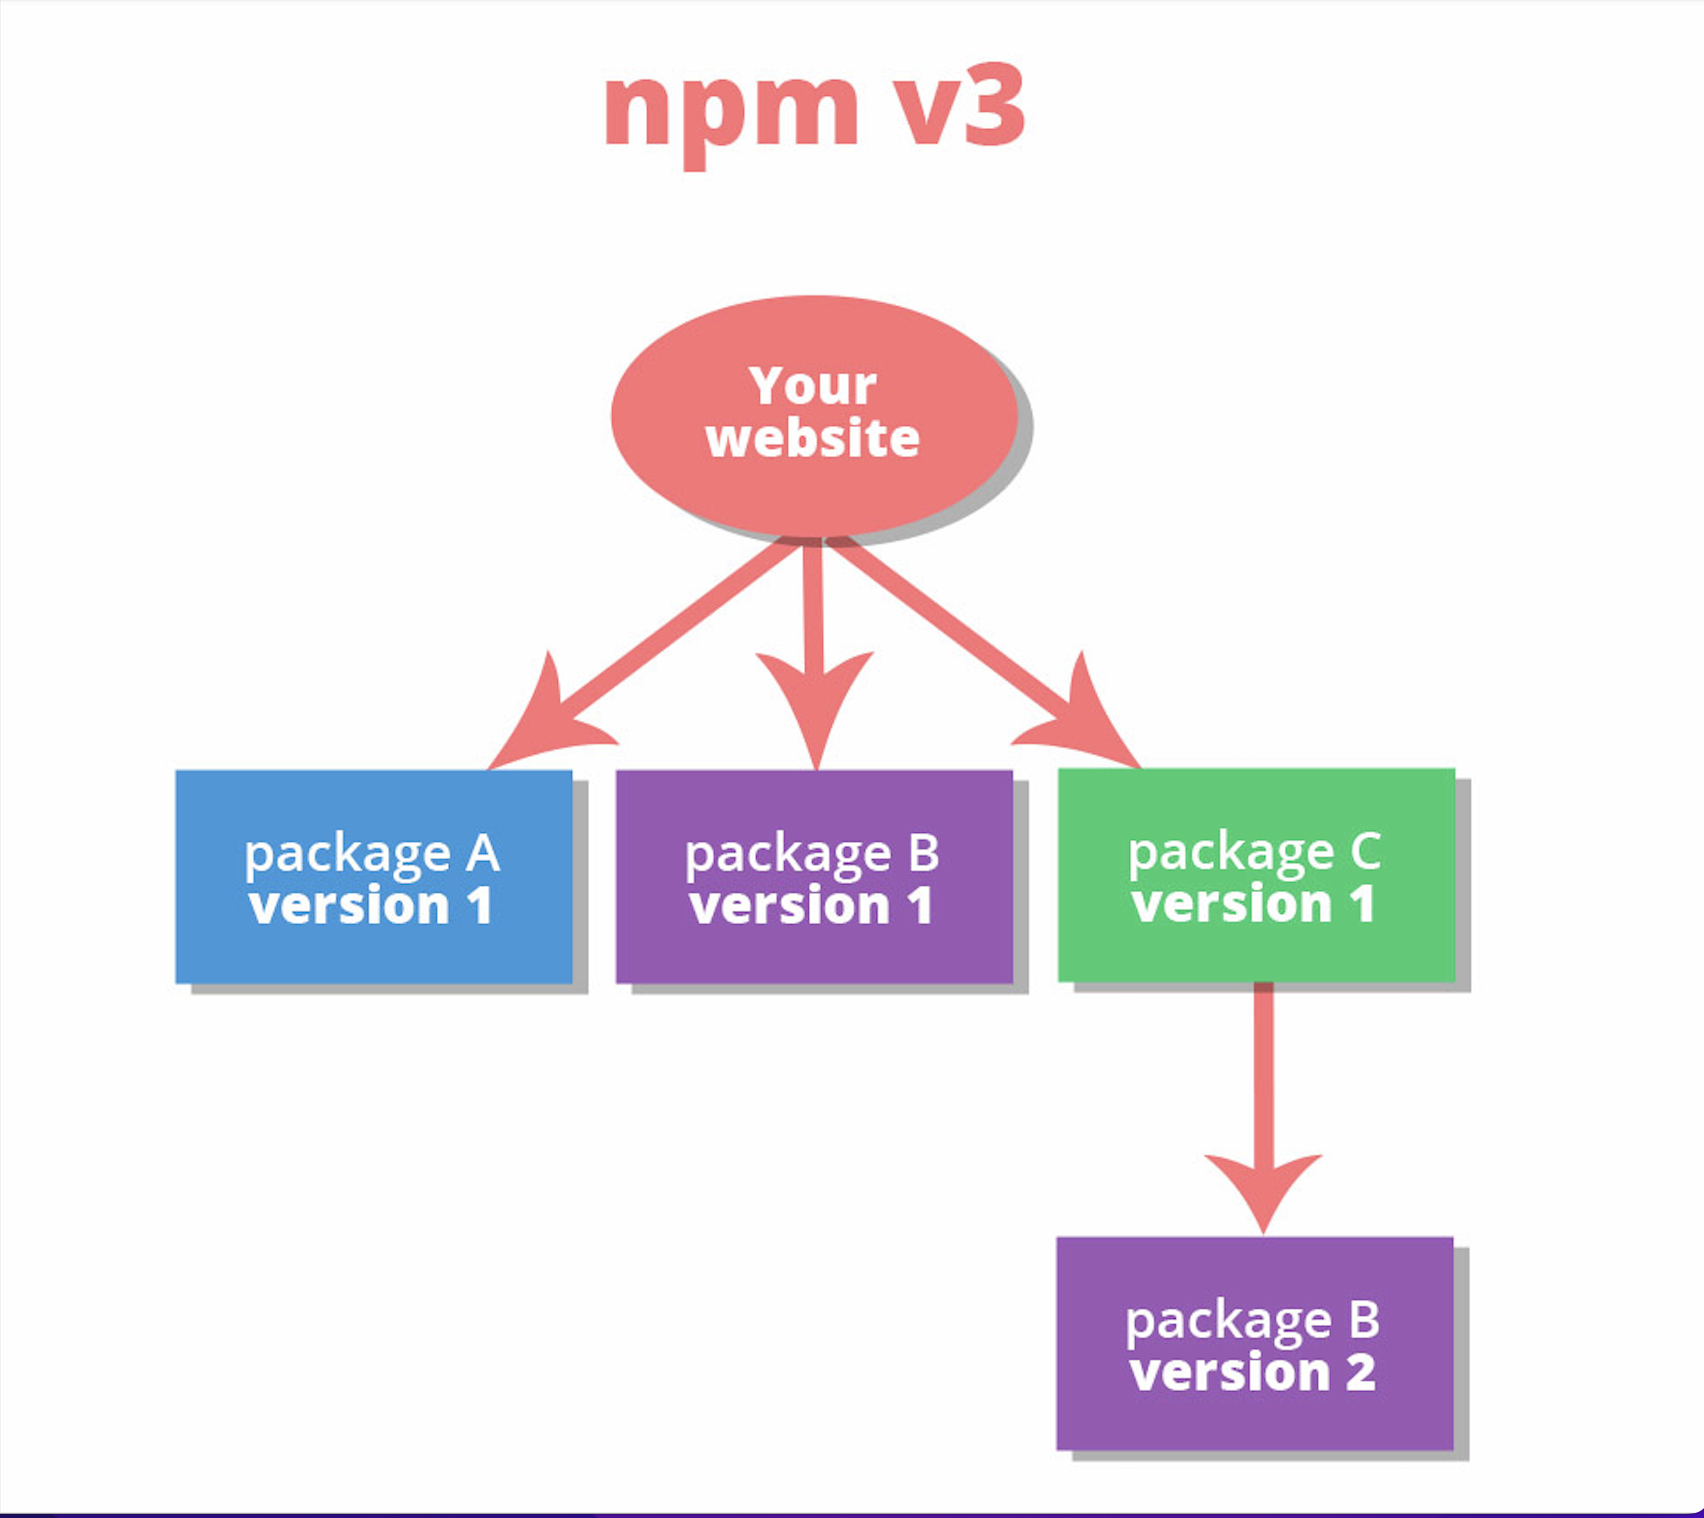 npm v3
Your
website
package A
version 1
package B
version 1
package C
version 1
package B
version 2